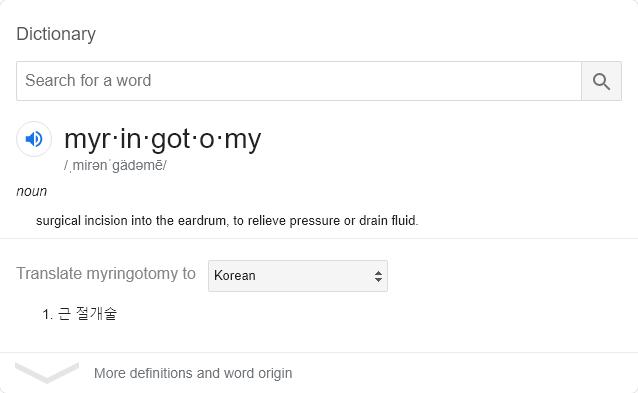 Dictionary
Search for a word
myr·in·got·o·my
/ˌmirənˈɡädəmē/
noun
surgical incision into the eardrum, to relieve pressure or drain fluid.
Translate myringotomy to Korean
1. 근 절개술
More definitions and word origin